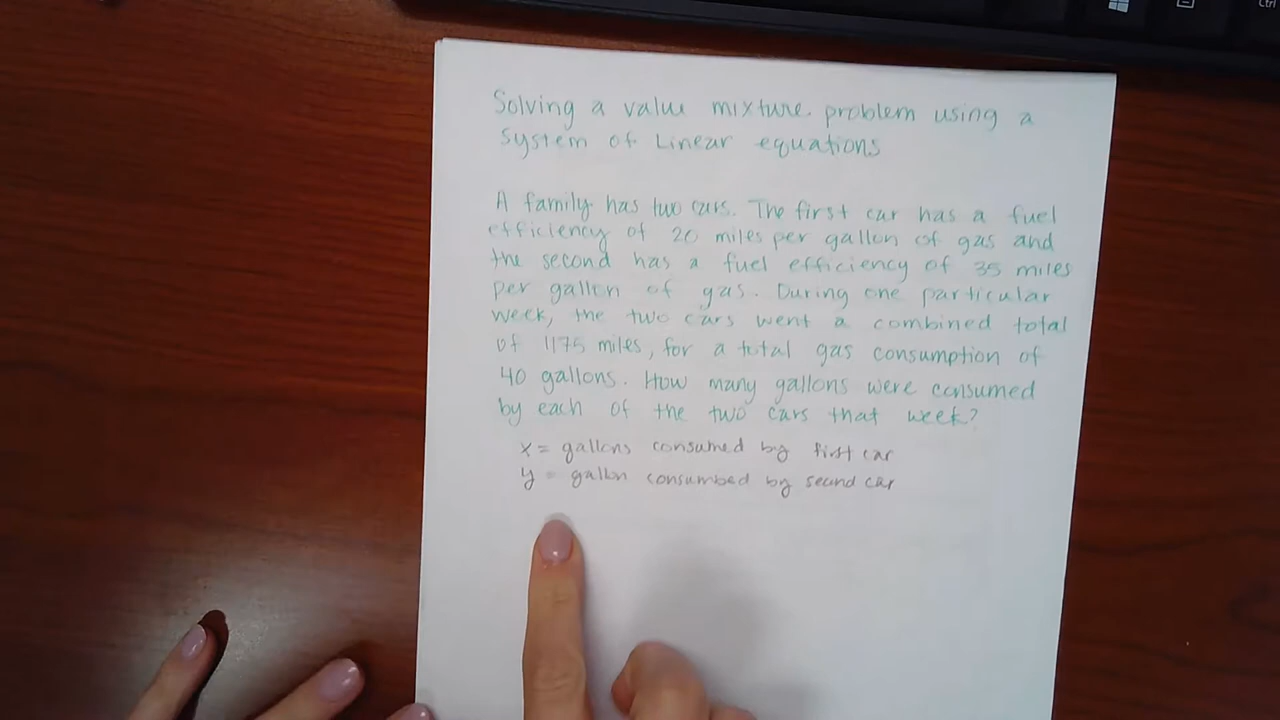 Solving a value mixture problem using a
system of Linear equations
A family has two cars. The first car has a fuel
efficiency of 20 miles per gallon of gas and
the second has a fuel efficiency of 35 miles
per gallon of gas. During one particular
week, the two cars went a combined total
of 1175 miles, for a total gas consumption of
40 gallons. How many gallons were consumed
by each of the two cars that week?
x = gallons consumed by first car
y = gallon consumbed by secund car
Ctrl